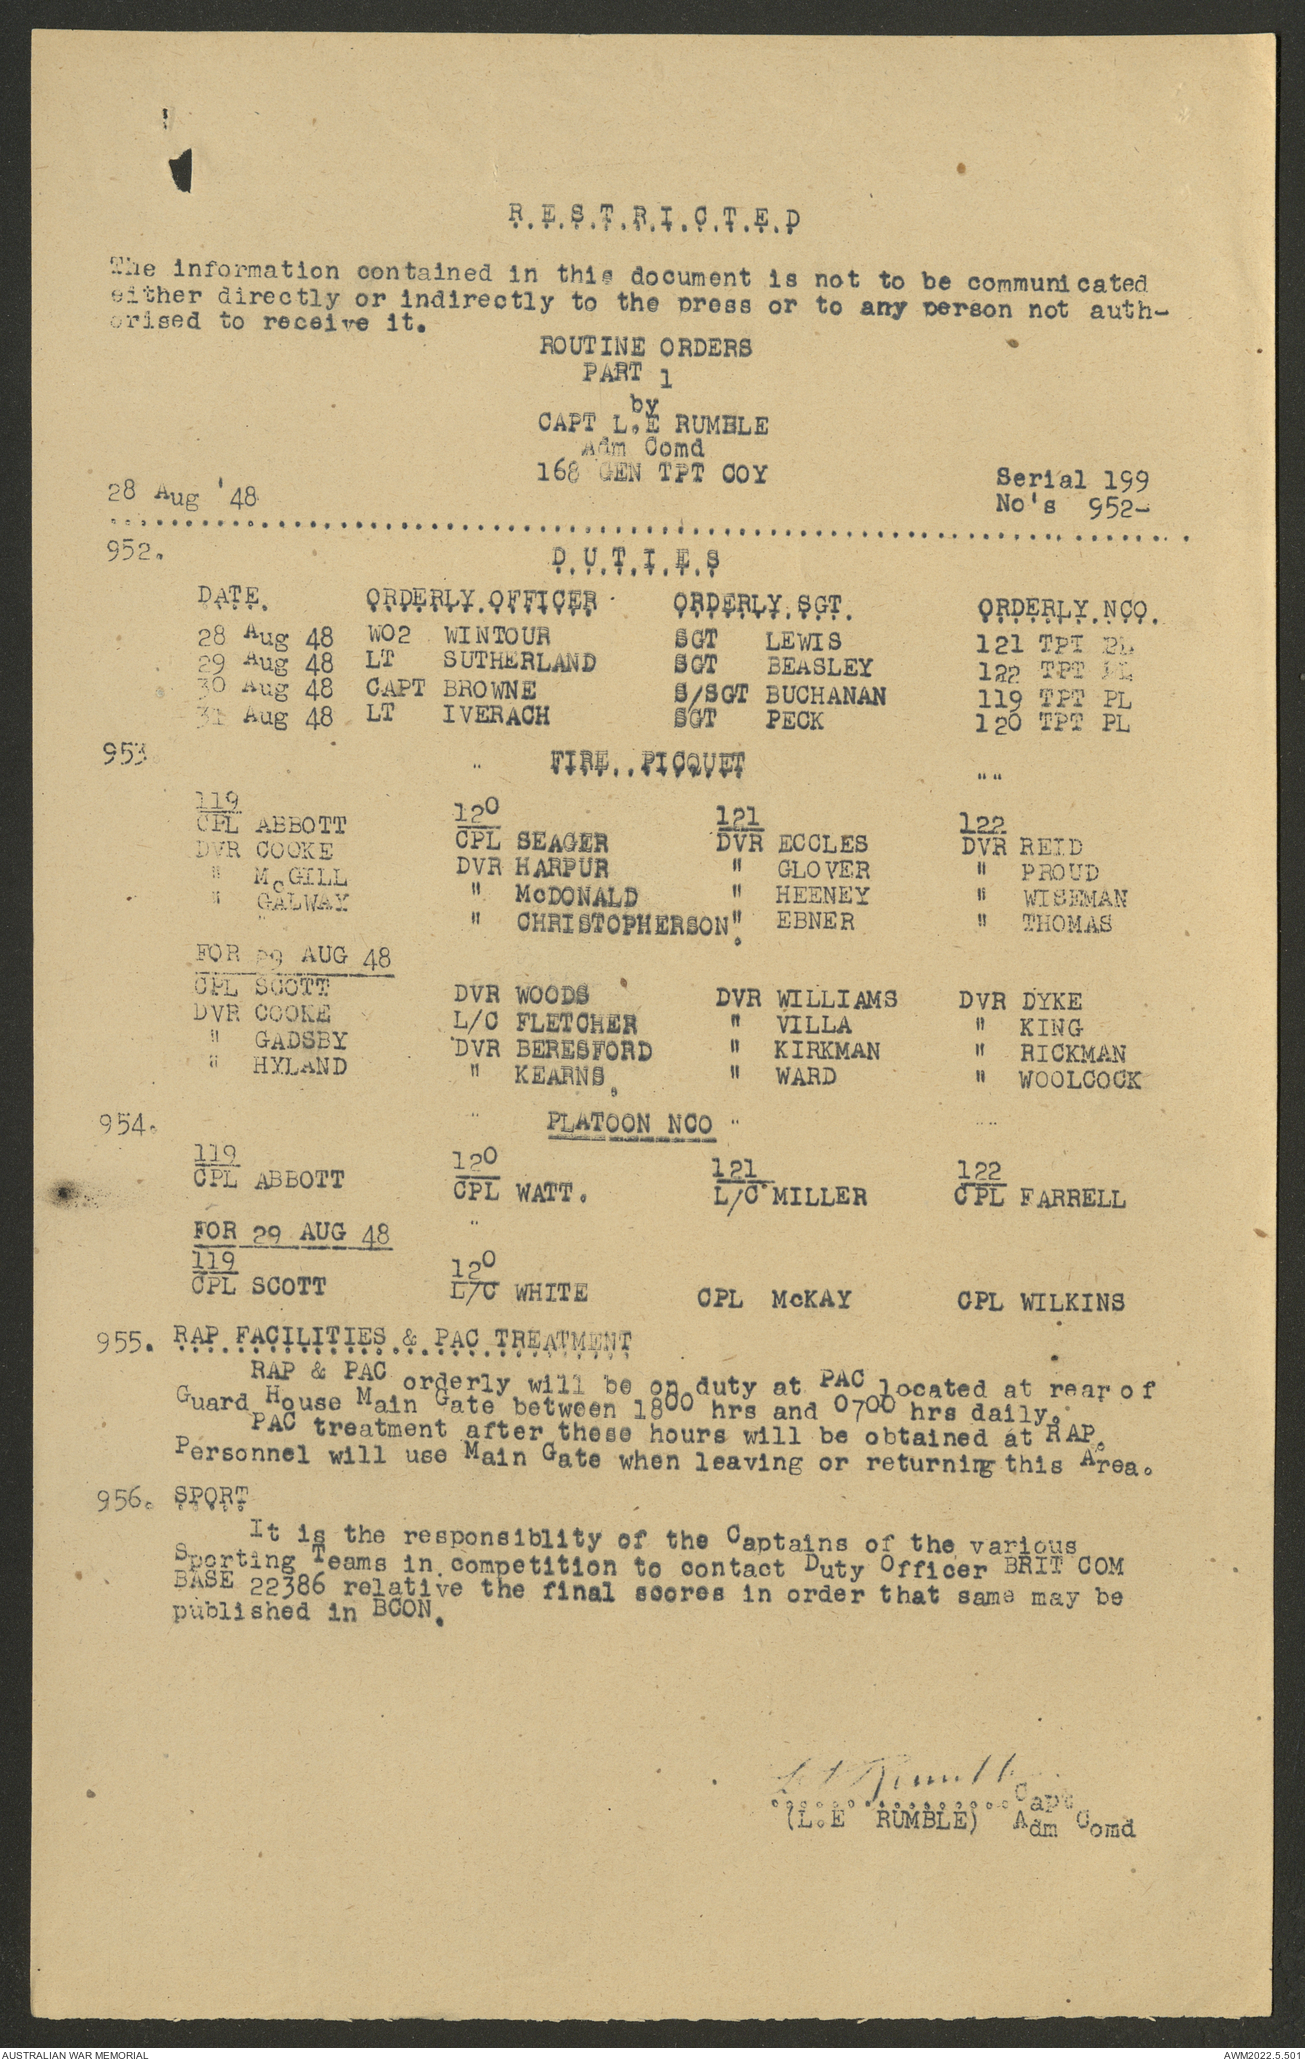 R.E.S.T.R.I.C.T.E.D
The information contained in this document is not to be communicated
either directly or indirectly to the press or to any person not auth-
orised to receive it.
ROUTINE ORDERS
PART 1
by
CAPT L.E RUMBLE
Adm Comd
168 GEN TPT COY
28 Aug '48
Serial 199
No's 952-
952. D.U.T.I.E.S
DATE. ORDERLY.OFFICER ORDERLY.SGT. ORDERLY.NCO.
28 Aug 48 WO2 WINTOUR SGT LEWIS 121 TPT PL
29 Aug 48 LT SUTHERLAND SGT BEASLEY 122 TPT PL
30 Aug 48 CAPT BROWNE S/SGT BUCHANAN 119 TPT PL
31 Aug 48 LT IVERACH SGT PECK 120 TPT PL
953. " FIRE..PICQUET ""
119 120 121 122
CPL ABBOTT CPL SEAGER DVR ECCLES DVR REID
DVR COOKE DVR HARPUR " GLOVER " PROUD
" McGILL " McDONALD " HEENEY " WISEMAN
" GALWAY " CHRISTOPHERSON " EBNER " THOMAS
FOR 29 AUG 48
CPL SCOTT DVR WOODS DVR WILLIAMS DVR DYKE
DVR COOKE L/C FLETCHER " VILLA " KING
" GADSBY DVR BERESFORD " KIRKMAN " RICKMAN
" HYLAND " KEARNS, " WARD " WOOLCOCK
954. " PLATOON NCO "
119 120 121 122
CPL ABBOTT CPL WATT. L/C MILLER CPL FARRELL
FOR 29 AUG 48 "
119 120
CPL SCOTT L/C WHITE CPL McKAY CPL WILKINS
955. RAP FACILITIES & PAC TREATMENT
RAP & PAC orderly will be on duty at PAC located at rear of
Guard House Main Gate between 1800 hrs and 0700 hrs daily.
PAC treatment after these hours will be obtained at RAP.
Personnel will use Main Gate when leaving or returning this Area.
956. SPORT
It is the responsiblity of the Captains of the various
Sporting Teams in competition to contact Duty Officer BRIT COM
BASE 22386 relative the final scores in order that same may be
published in BCON.
L E Rumble
Capt
(L.E RUMBLE) Adm Comd
AUSTRALIAN WAR MEMORIAL
AWM2022.5.501